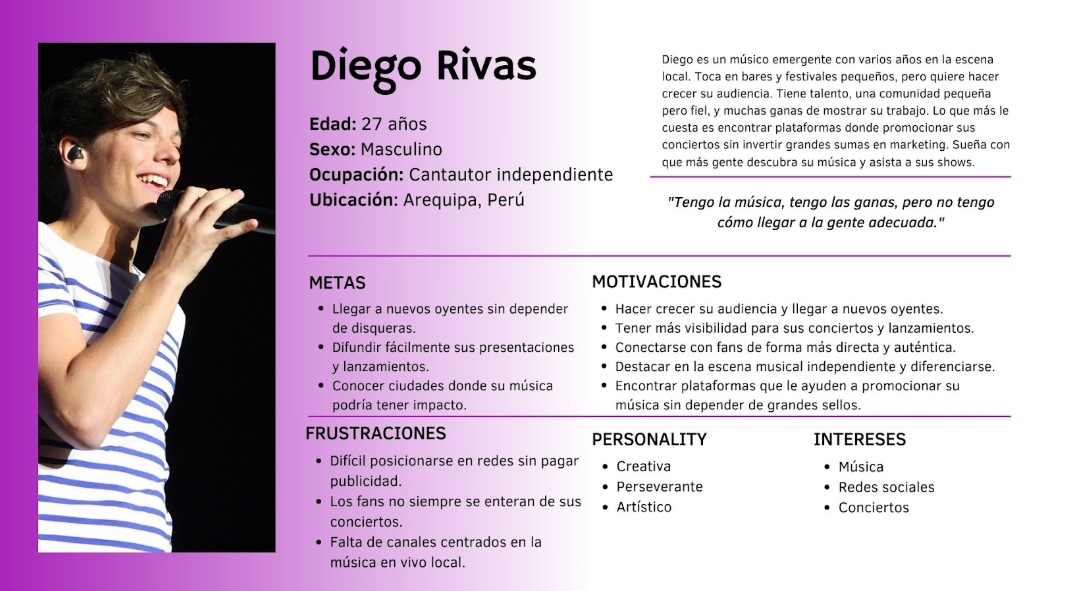 Diego Rivas
Edad: 27 años
Sexo: Masculino
Ocupación: Cantautor independiente
Ubicación: Arequipa, Perú
Diego es un músico emergente con varios años en la escena
local. Toca en bares y festivales pequeños, pero quiere hacer
crecer su audiencia. Tiene talento, una comunidad pequeña
pero fiel, y muchas ganas de mostrar su trabajo. Lo que más le
cuesta es encontrar plataformas donde promocionar sus
conciertos sin invertir grandes sumas en marketing. Sueña con
que más gente descubra su música y asista a sus shows.
"Tengo la música, tengo las ganas, pero no tengo
cómo llegar a la gente adecuada."
METAS
• Llegar a nuevos oyentes sin depender
de disqueras.
• Difundir fácilmente sus presentaciones
y lanzamientos.
• Conocer ciudades donde su música
podría tener impacto.
MOTIVACIONES
• Hacer crecer su audiencia y llegar a nuevos oyentes.
• Tener más visibilidad para sus conciertos y lanzamientos.
• Conectarse con fans de forma más directa y auténtica.
• Destacar en la escena musical independiente y diferenciarse.
• Encontrar plataformas que le ayuden a promocionar su
música sin depender de grandes sellos.
FRUSTRACIONES
• Difícil posicionarse en redes sin pagar
publicidad.
• Los fans no siempre se enteran de sus
conciertos.
• Falta de canales centrados en la
música en vivo local.
PERSONALITY
• Creativa
• Perseverante
• Artístico
INTERESES
• Música
• Redes sociales
• Conciertos